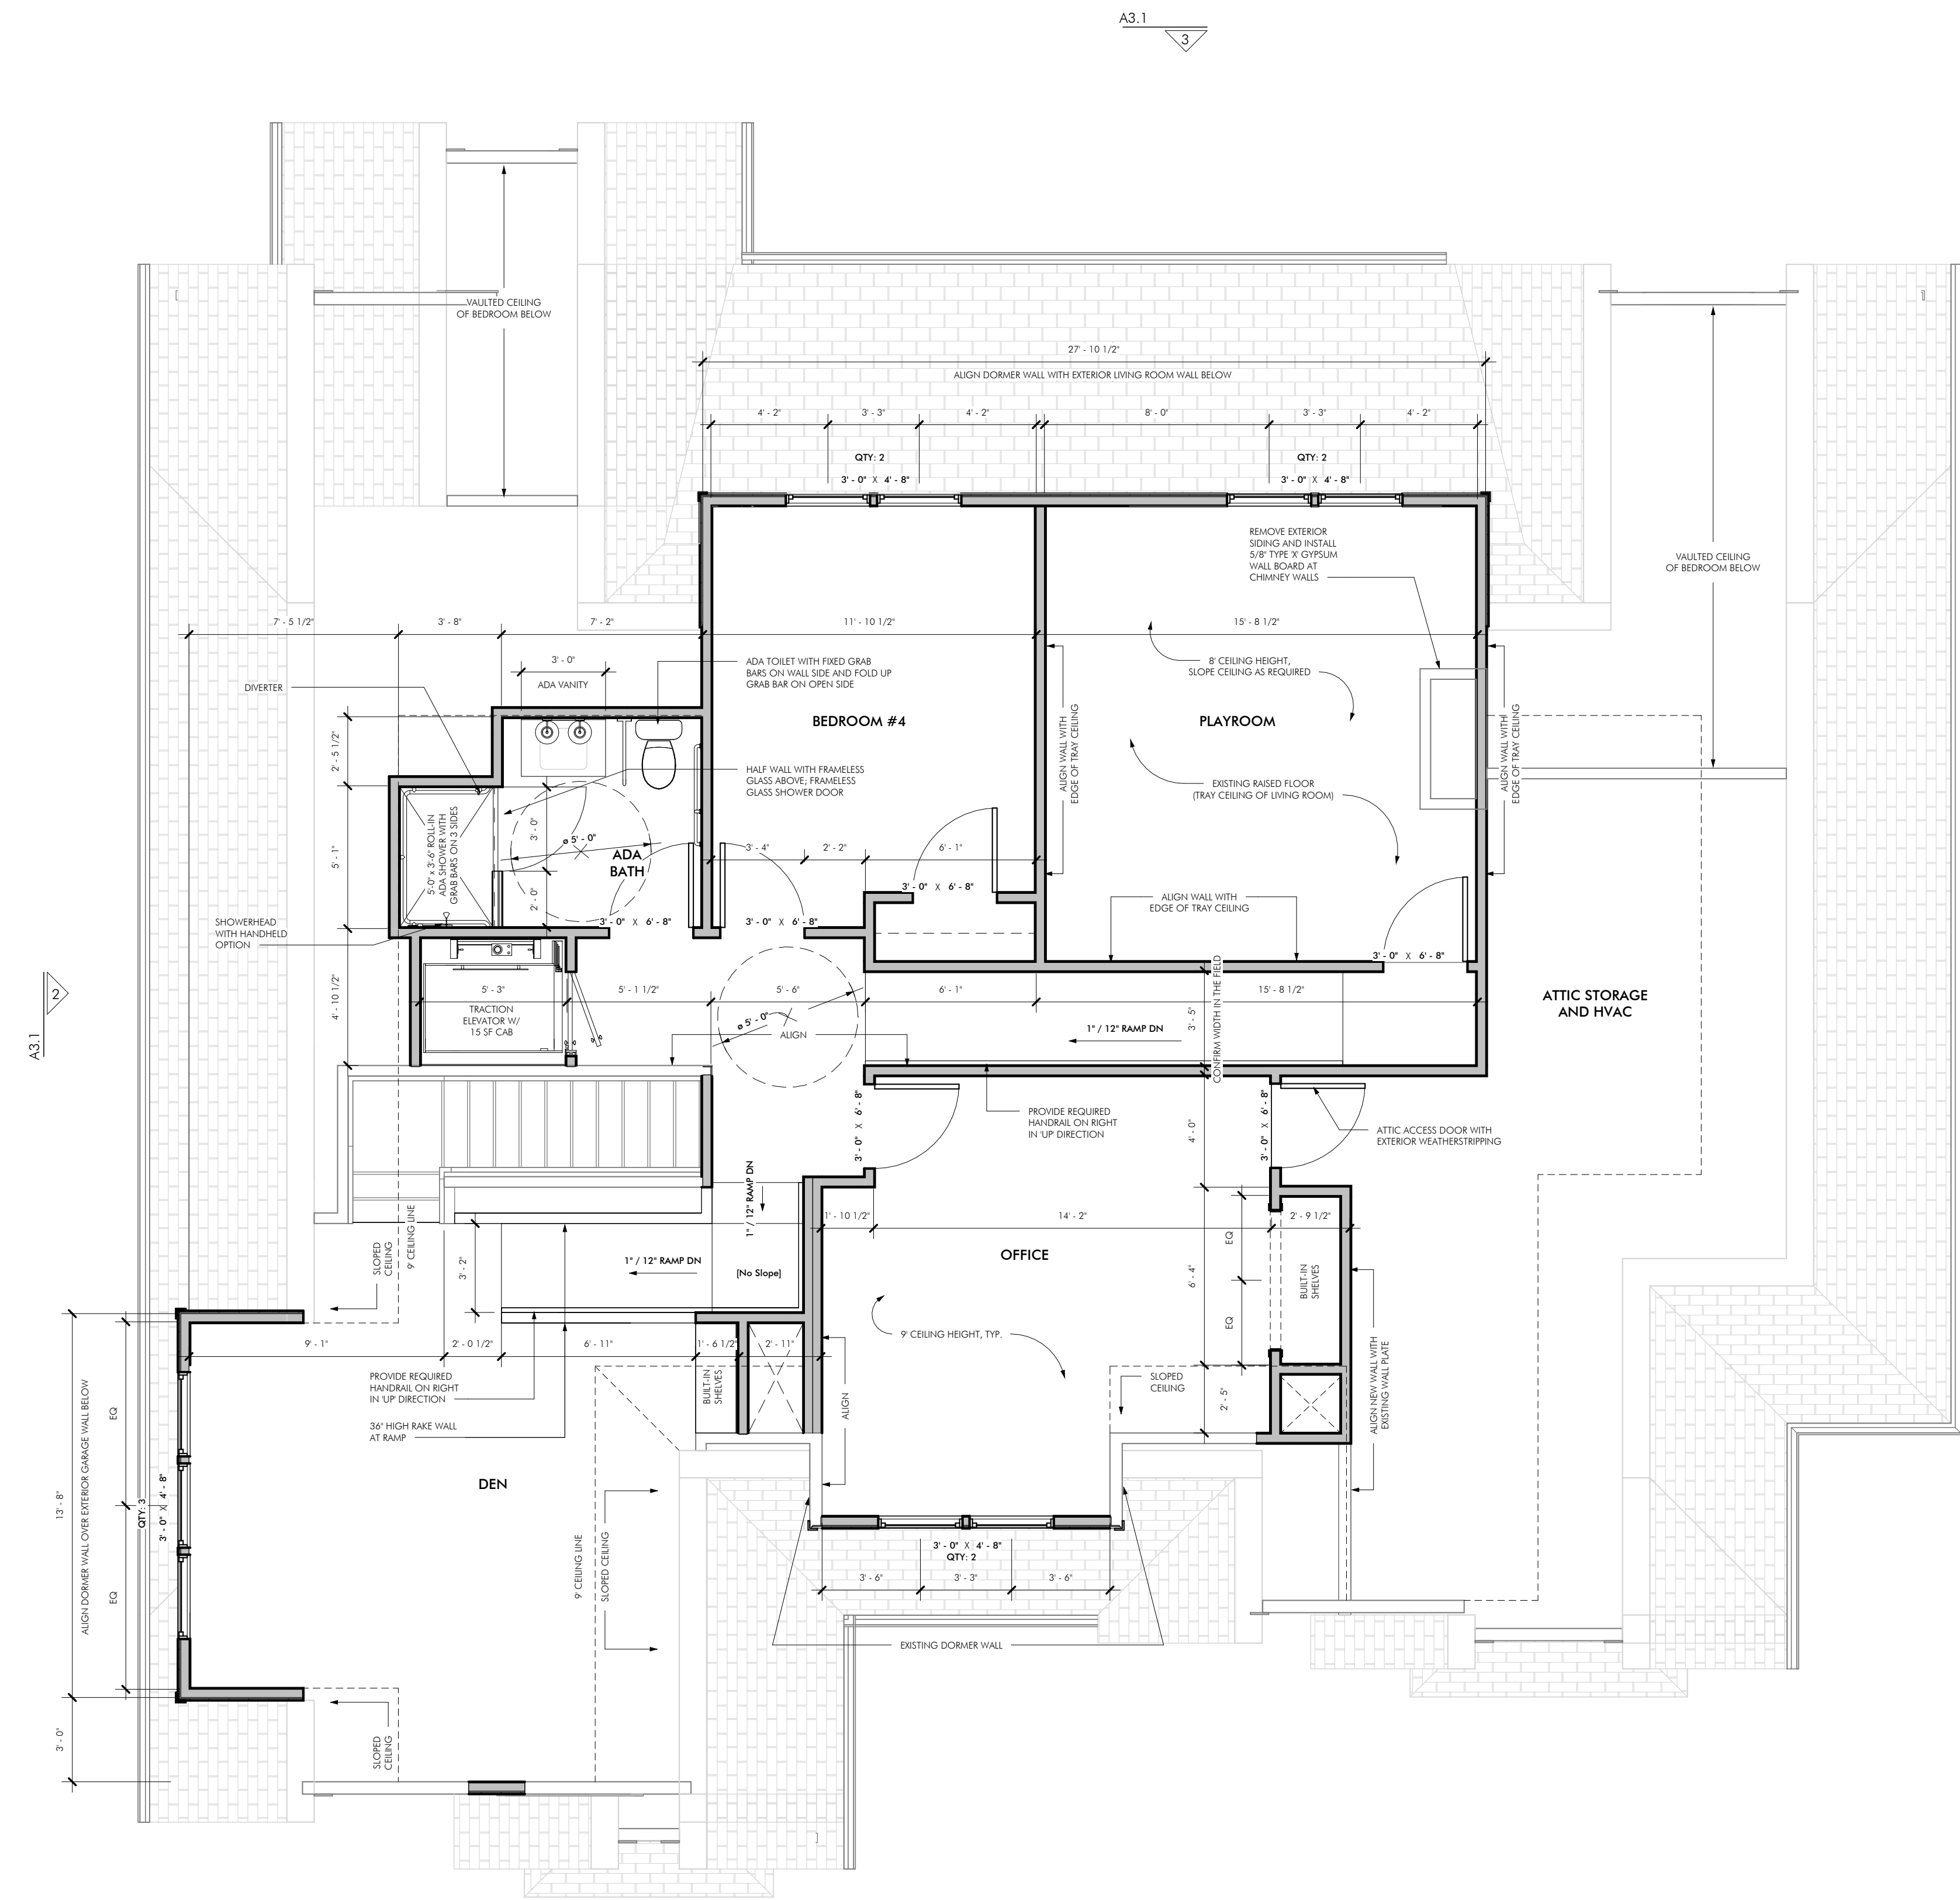 A3.1
3
VAULTED CEILING
OF BEDROOM BELOW
27' - 10 1/2"
ALIGN DORMER WALL WITH EXTERIOR LIVING ROOM WALL BELOW
4' - 2"
3' - 3"
4' - 2"
8' - 0"
3' - 3"
4' - 2"
QTY: 2
3' - 0" X 4' - 8"
QTY: 2
3' - 0" X 4' - 8"
REMOVE EXTERIOR
SIDING AND INSTALL
5/8" TYPE 'X' GYPSUM
WALL BOARD AT
CHIMNEY WALLS
VAULTED CEILING
OF BEDROOM BELOW
7' - 5 1/2"
3' - 8"
7' - 2"
11' - 10 1/2"
15' - 8 1/2"
3' - 0"
ADA VANITY
DIVERTER
ADA TOILET WITH FIXED GRAB
BARS ON WALL SIDE AND FOLD UP
GRAB BAR ON OPEN SIDE
8' CEILING HEIGHT,
SLOPE CEILING AS REQUIRED
BEDROOM #4
PLAYROOM
ALIGN WALL WITH
EDGE OF TRAY CEILING
ALIGN WALL WITH
EDGE OF TRAY CEILING
2' - 5 1/2"
HALF WALL WITH FRAMELESS
GLASS ABOVE; FRAMELESS
GLASS SHOWER DOOR
EXISTING RAISED FLOOR
(TRAY CEILING OF LIVING ROOM)
5' - 1"
5'-0" x 3'-6" ROLL-IN
ADA SHOWER WITH
GRAB BARS ON 3 SIDES
3' - 0"
ø 5' - 0"
ADA
BATH
2' - 0"
3' - 4"
2' - 2"
6' - 1"
3' - 0" X 6' - 8"
ALIGN WALL WITH
EDGE OF TRAY CEILING
SHOWERHEAD
WITH HANDHELD
OPTION
3' - 0" X 6' - 8"
3' - 0" X 6' - 8"
3' - 0" X 6' - 8"
2
A3.1
4' - 10 1/2"
5' - 3"
5' - 1 1/2"
5' - 6"
6' - 1"
15' - 8 1/2"
TRACTION
ELEVATOR W/
15 SF CAB
ø 5' - 0"
ALIGN
1" / 12" RAMP DN
3' - 5"
CONFIRM WIDTH IN THE FIELD
ATTIC STORAGE
AND HVAC
3' - 0" X 6' - 8"
PROVIDE REQUIRED
HANDRAIL ON RIGHT
IN 'UP' DIRECTION
4' - 0"
3' - 0" X 6' - 8"
ATTIC ACCESS DOOR WITH
EXTERIOR WEATHERSTRIPPING
1" / 12" RAMP DN
1' - 10 1/2"
14' - 2"
2' - 9 1/2"
SLOPED
CEILING
9' CEILING LINE
3' - 2"
1" / 12" RAMP DN
[No Slope]
OFFICE
6' - 4"
EQ
EQ
BUILT-IN
SHELVES
9' CEILING HEIGHT, TYP.
9' - 1"
2' - 0 1/2"
6' - 11"
1' - 6 1/2"
2' - 11"
PROVIDE REQUIRED
HANDRAIL ON RIGHT
IN 'UP' DIRECTION
BUILT-IN
SHELVES
36" HIGH RAKE WALL
AT RAMP
ALIGN
SLOPED
CEILING
2' - 5"
ALIGN NEW WALL WITH
EXISTING WALL PLATE
13' - 8"
ALIGN DORMER WALL OVER EXTERIOR GARAGE WALL BELOW
EQ
EQ
QTY: 3
3' - 0" X 4' - 8"
DEN
9' CEILING LINE
SLOPED CEILING
3' - 0" X 4' - 8"
QTY: 2
3' - 6"
3' - 3"
3' - 6"
EXISTING DORMER WALL
3' - 0"
SLOPED
CEILING